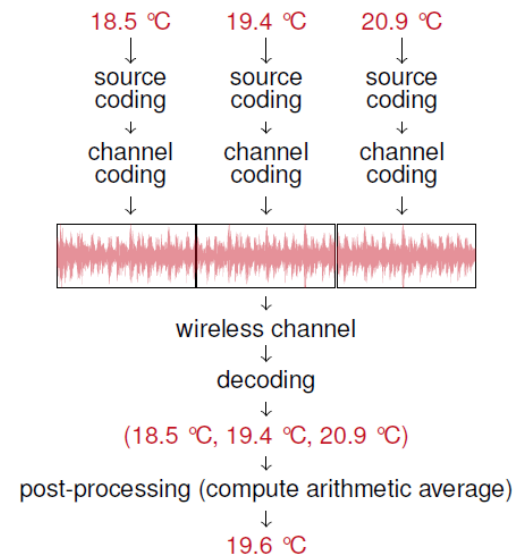 18.5 ℃ 19.4 ℃ 20.9 ℃
source source source
coding coding coding
channel channel channel
coding coding coding
wireless channel
decoding
(18.5 ℃, 19.4 ℃, 20.9 ℃)
post-processing (compute arithmetic average)
19.6 ℃